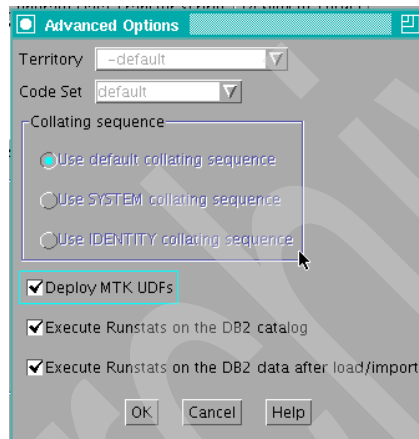 Advanced Options
Territory -default
Code Set default
Collating sequence
Use default collating sequence
Use SYSTEM collating sequence
Use IDENTITY collating sequence
Deploy MTK UDFs
Execute Runstats on the DB2 catalog
Execute Runstats on the DB2 data after load/import
OK Cancel Help